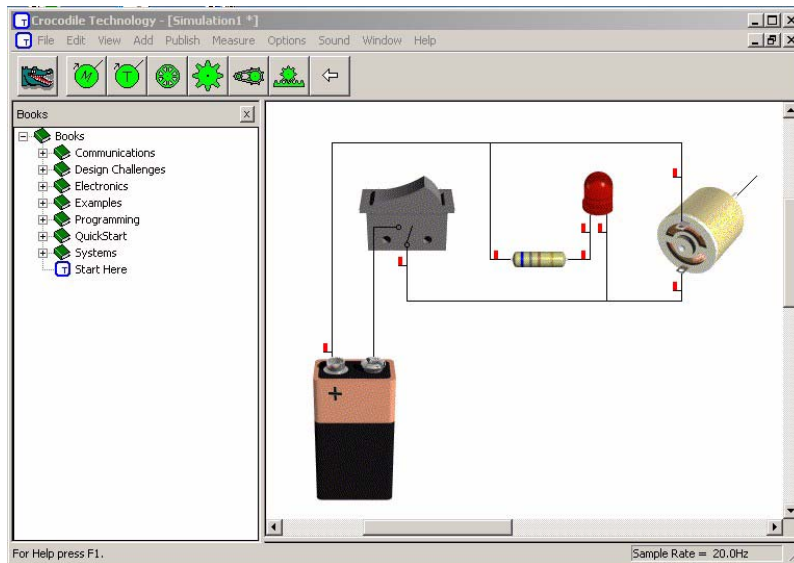 Crocodile Technology - [Simulation1 *]
File Edit View Add Publish Measure Options Sound Window Help
M T
Books x
Books
Communications
Design Challenges
Electronics
Examples
Programming
QuickStart
Systems
T Start Here
+
For Help press F1.
Sample Rate = 20.0Hz